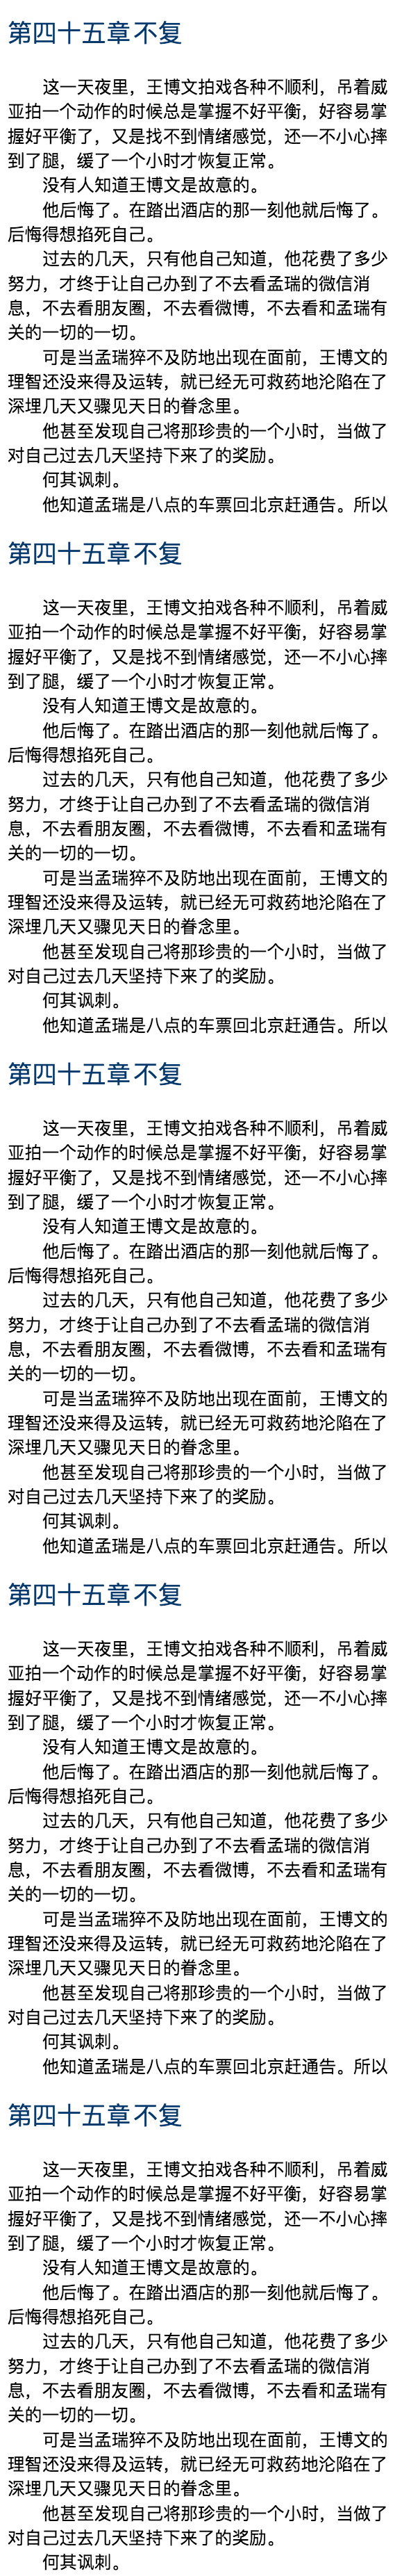 第四十五章 不复
这一天夜里，王博文拍戏各种不顺利，吊着威
亚拍一个动作的时候总是掌握不好平衡，好容易掌
握好平衡了，又是找不到情绪感觉，还一不小心摔
到了腿，缓了一个小时才恢复正常。
没有人知道王博文是故意的。
他后悔了。在踏出酒店的那一刻他就后悔了。
后悔得想掐死自己。
过去的几天，只有他自己知道，他花费了多少
努力，才终于让自己办到了不去看孟瑞的微信消
息，不去看朋友圈，不去看微博，不去看和孟瑞有
关的一切的一切。
可是当孟瑞猝不及防地出现在面前，王博文的
理智还没来得及运转，就已经无可救药地沦陷在了
深埋几天又骤见天日的眷念里。
他甚至发现自己将那珍贵的一个小时，当做了
对自己过去几天坚持下来了的奖励。
何其讽刺。
他知道孟瑞是八点的车票回北京赶通告。所以
第四十五章 不复
这一天夜里，王博文拍戏各种不顺利，吊着威
亚拍一个动作的时候总是掌握不好平衡，好容易掌
握好平衡了，又是找不到情绪感觉，还一不小心摔
到了腿，缓了一个小时才恢复正常。
没有人知道王博文是故意的。
他后悔了。在踏出酒店的那一刻他就后悔了。
后悔得想掐死自己。
过去的几天，只有他自己知道，他花费了多少
努力，才终于让自己办到了不去看孟瑞的微信消
息，不去看朋友圈，不去看微博，不去看和孟瑞有
关的一切的一切。
可是当孟瑞猝不及防地出现在面前，王博文的
理智还没来得及运转，就已经无可救药地沦陷在了
深埋几天又骤见天日的眷念里。
他甚至发现自己将那珍贵的一个小时，当做了
对自己过去几天坚持下来了的奖励。
何其讽刺。
他知道孟瑞是八点的车票回北京赶通告。所以
第四十五章 不复
这一天夜里，王博文拍戏各种不顺利，吊着威
亚拍一个动作的时候总是掌握不好平衡，好容易掌
握好平衡了，又是找不到情绪感觉，还一不小心摔
到了腿，缓了一个小时才恢复正常。
没有人知道王博文是故意的。
他后悔了。在踏出酒店的那一刻他就后悔了。
后悔得想掐死自己。
过去的几天，只有他自己知道，他花费了多少
努力，才终于让自己办到了不去看孟瑞的微信消
息，不去看朋友圈，不去看微博，不去看和孟瑞有
关的一切的一切。
可是当孟瑞猝不及防地出现在面前，王博文的
理智还没来得及运转，就已经无可救药地沦陷在了
深埋几天又骤见天日的眷念里。
他甚至发现自己将那珍贵的一个小时，当做了
对自己过去几天坚持下来了的奖励。
何其讽刺。
他知道孟瑞是八点的车票回北京赶通告。所以
第四十五章 不复
这一天夜里，王博文拍戏各种不顺利，吊着威
亚拍一个动作的时候总是掌握不好平衡，好容易掌
握好平衡了，又是找不到情绪感觉，还一不小心摔
到了腿，缓了一个小时才恢复正常。
没有人知道王博文是故意的。
他后悔了。在踏出酒店的那一刻他就后悔了。
后悔得想掐死自己。
过去的几天，只有他自己知道，他花费了多少
努力，才终于让自己办到了不去看孟瑞的微信消
息，不去看朋友圈，不去看微博，不去看和孟瑞有
关的一切的一切。
可是当孟瑞猝不及防地出现在面前，王博文的
理智还没来得及运转，就已经无可救药地沦陷在了
深埋几天又骤见天日的眷念里。
他甚至发现自己将那珍贵的一个小时，当做了
对自己过去几天坚持下来了的奖励。
何其讽刺。
他知道孟瑞是八点的车票回北京赶通告。所以
第四十五章 不复
这一天夜里，王博文拍戏各种不顺利，吊着威
亚拍一个动作的时候总是掌握不好平衡，好容易掌
握好平衡了，又是找不到情绪感觉，还一不小心摔
到了腿，缓了一个小时才恢复正常。
没有人知道王博文是故意的。
他后悔了。在踏出酒店的那一刻他就后悔了。
后悔得想掐死自己。
过去的几天，只有他自己知道，他花费了多少
努力，才终于让自己办到了不去看孟瑞的微信消
息，不去看朋友圈，不去看微博，不去看和孟瑞有
关的一切的一切。
可是当孟瑞猝不及防地出现在面前，王博文的
理智还没来得及运转，就已经无可救药地沦陷在了
深埋几天又骤见天日的眷念里。
他甚至发现自己将那珍贵的一个小时，当做了
对自己过去几天坚持下来了的奖励。
何其讽刺。